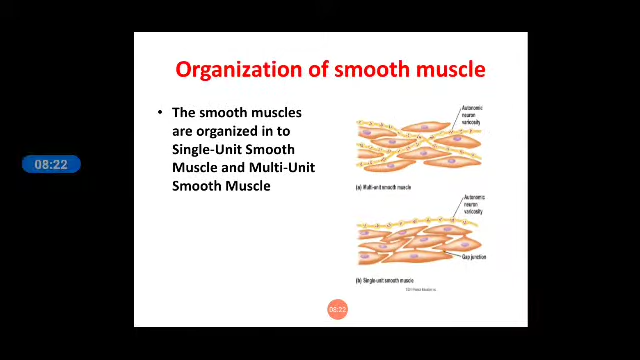 Organization of smooth muscle
• The smooth muscles
are organized in to
Single-Unit Smooth
Muscle and Multi-Unit
Smooth Muscle
Autonomic
neuron
varicosity
(a) Multi-unit smooth muscle
Autonomic
neuron
varicosity
Gap junction
(b) Single-unit smooth muscle
08:22
08:22